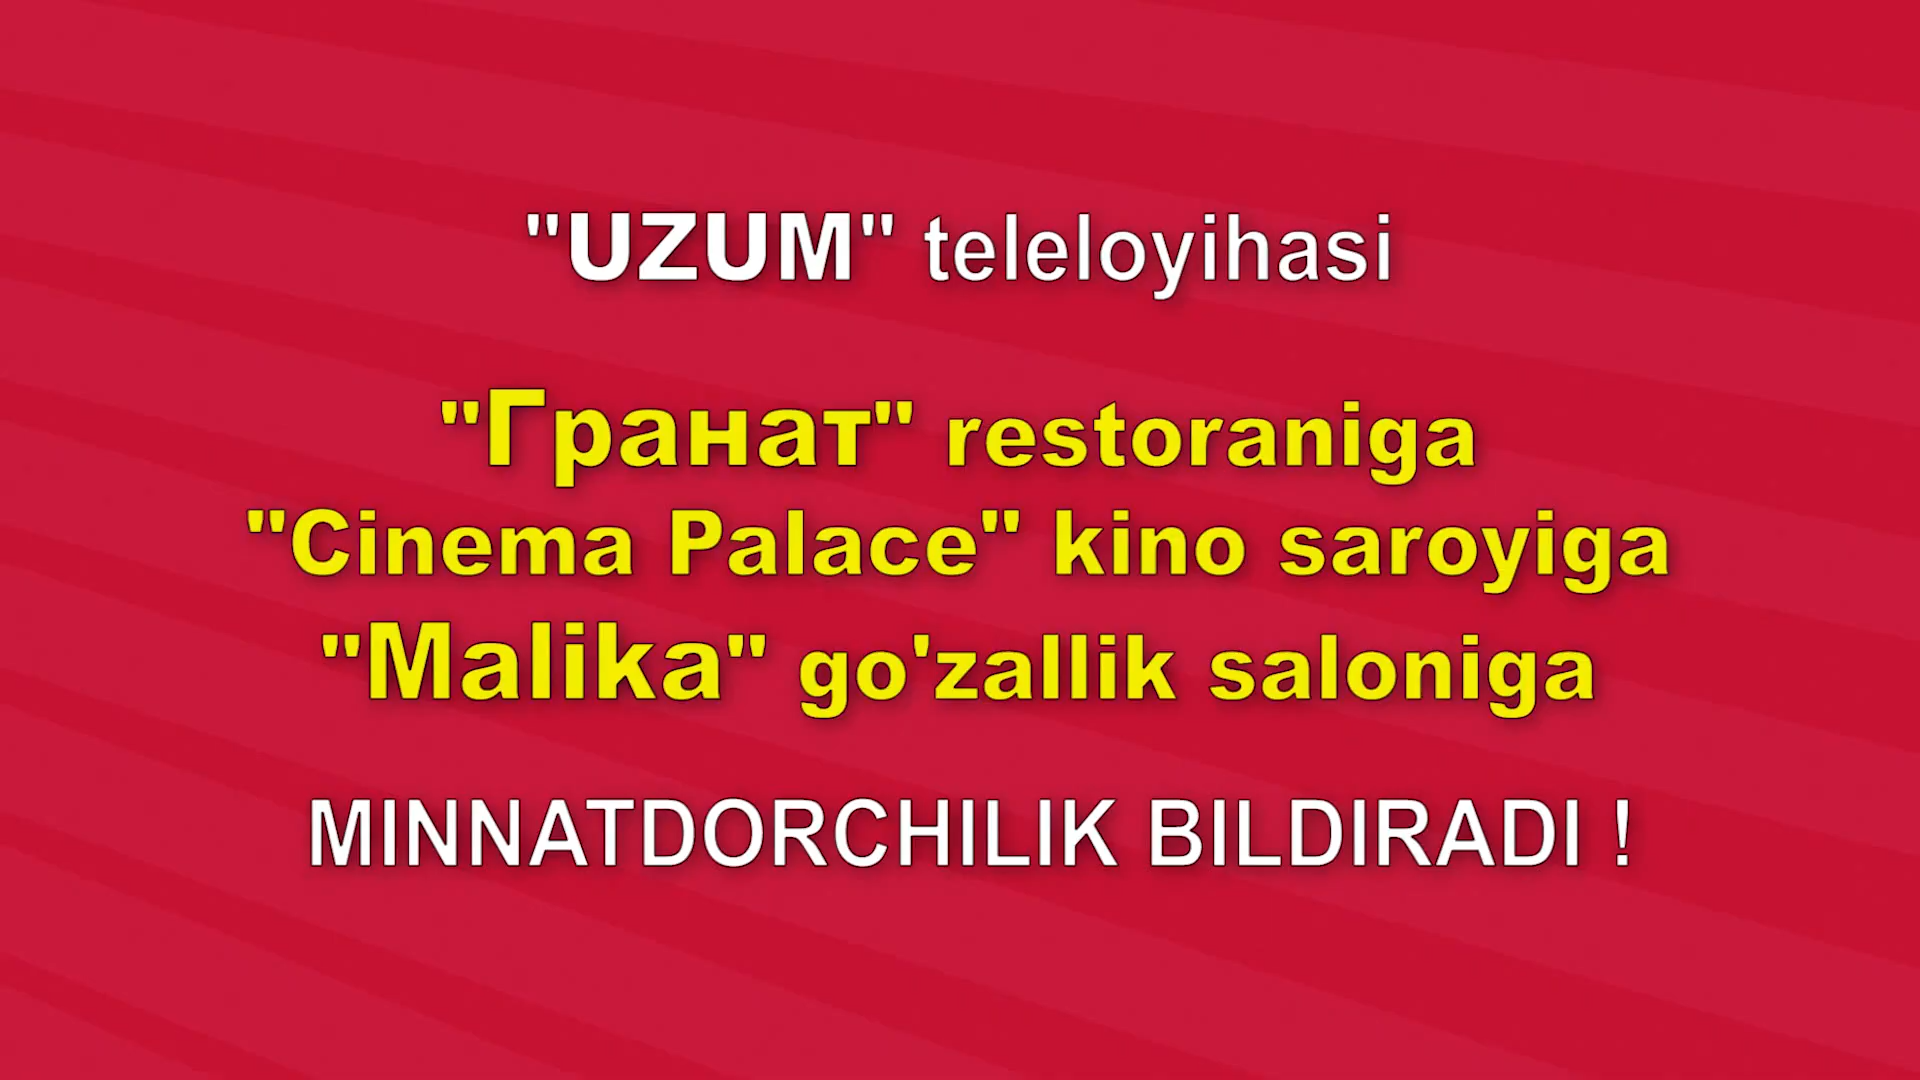 "UZUM" teleloyihasi
"Гранат" restoraniga
"Cinema Palace" kino saroyiga
"Malika" go'zallik saloniga
MINNATDORCHILIK BILDIRADI !